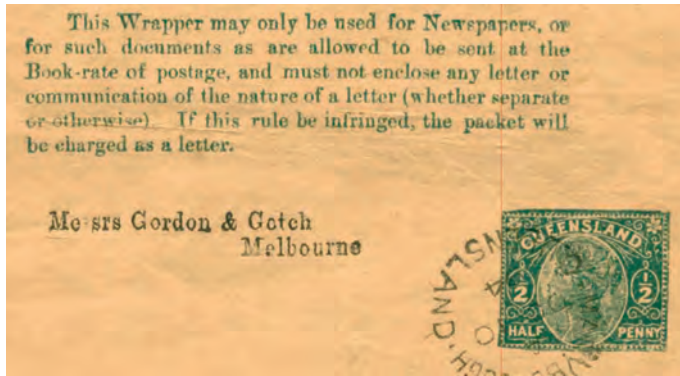 This Wrapper may only be used for Newspapers, or
for such documents as are allowed to be sent at the
Book-rate of postage, and must not enclose any letter or
communication of the nature of a letter (whether separate
or otherwise). If this rule be infringed, the packet will
be charged as a letter.
Messrs Gordon & Gotch
Melbourne
QUEENSLAND
1/2 1/2
HALF PENNY
NSLAND